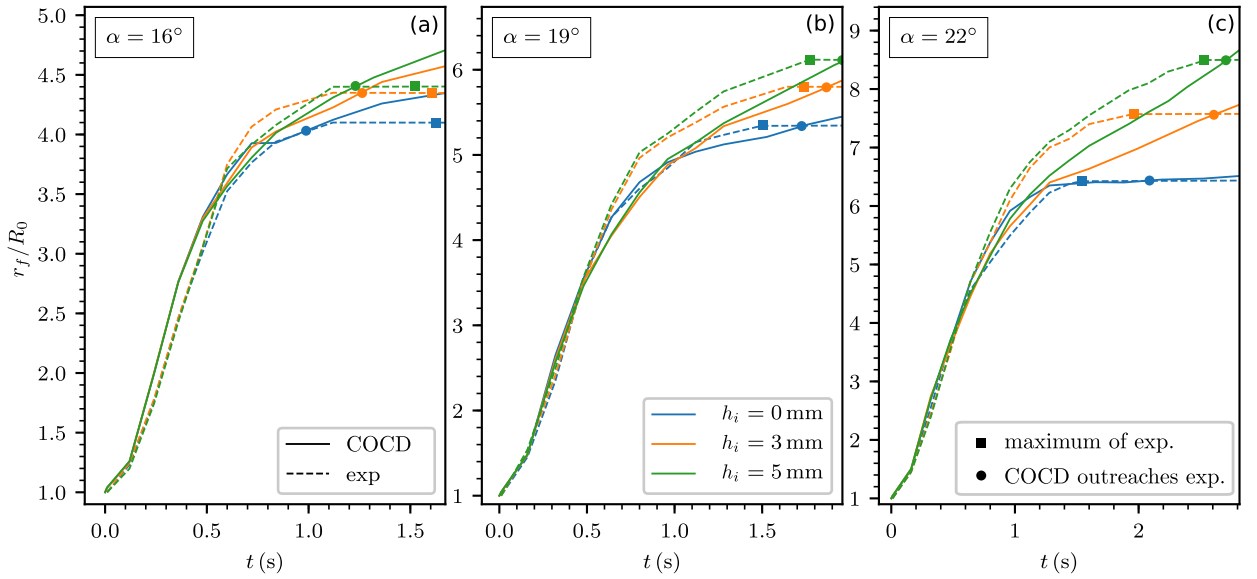 (a)
α = 16°
r_f/R_0
5.0
4.5
4.0
3.5
3.0
2.5
2.0
1.5
1.0
COCD
exp
0.0 0.5 1.0 1.5
t (s)
(b)
α = 19°
6
5
4
3
2
1
h_i = 0 mm
h_i = 3 mm
h_i = 5 mm
0.0 0.5 1.0 1.5
t (s)
(c)
α = 22°
9
8
7
6
5
4
3
2
1
maximum of exp.
COCD outreaches exp.
0 1 2
t (s)